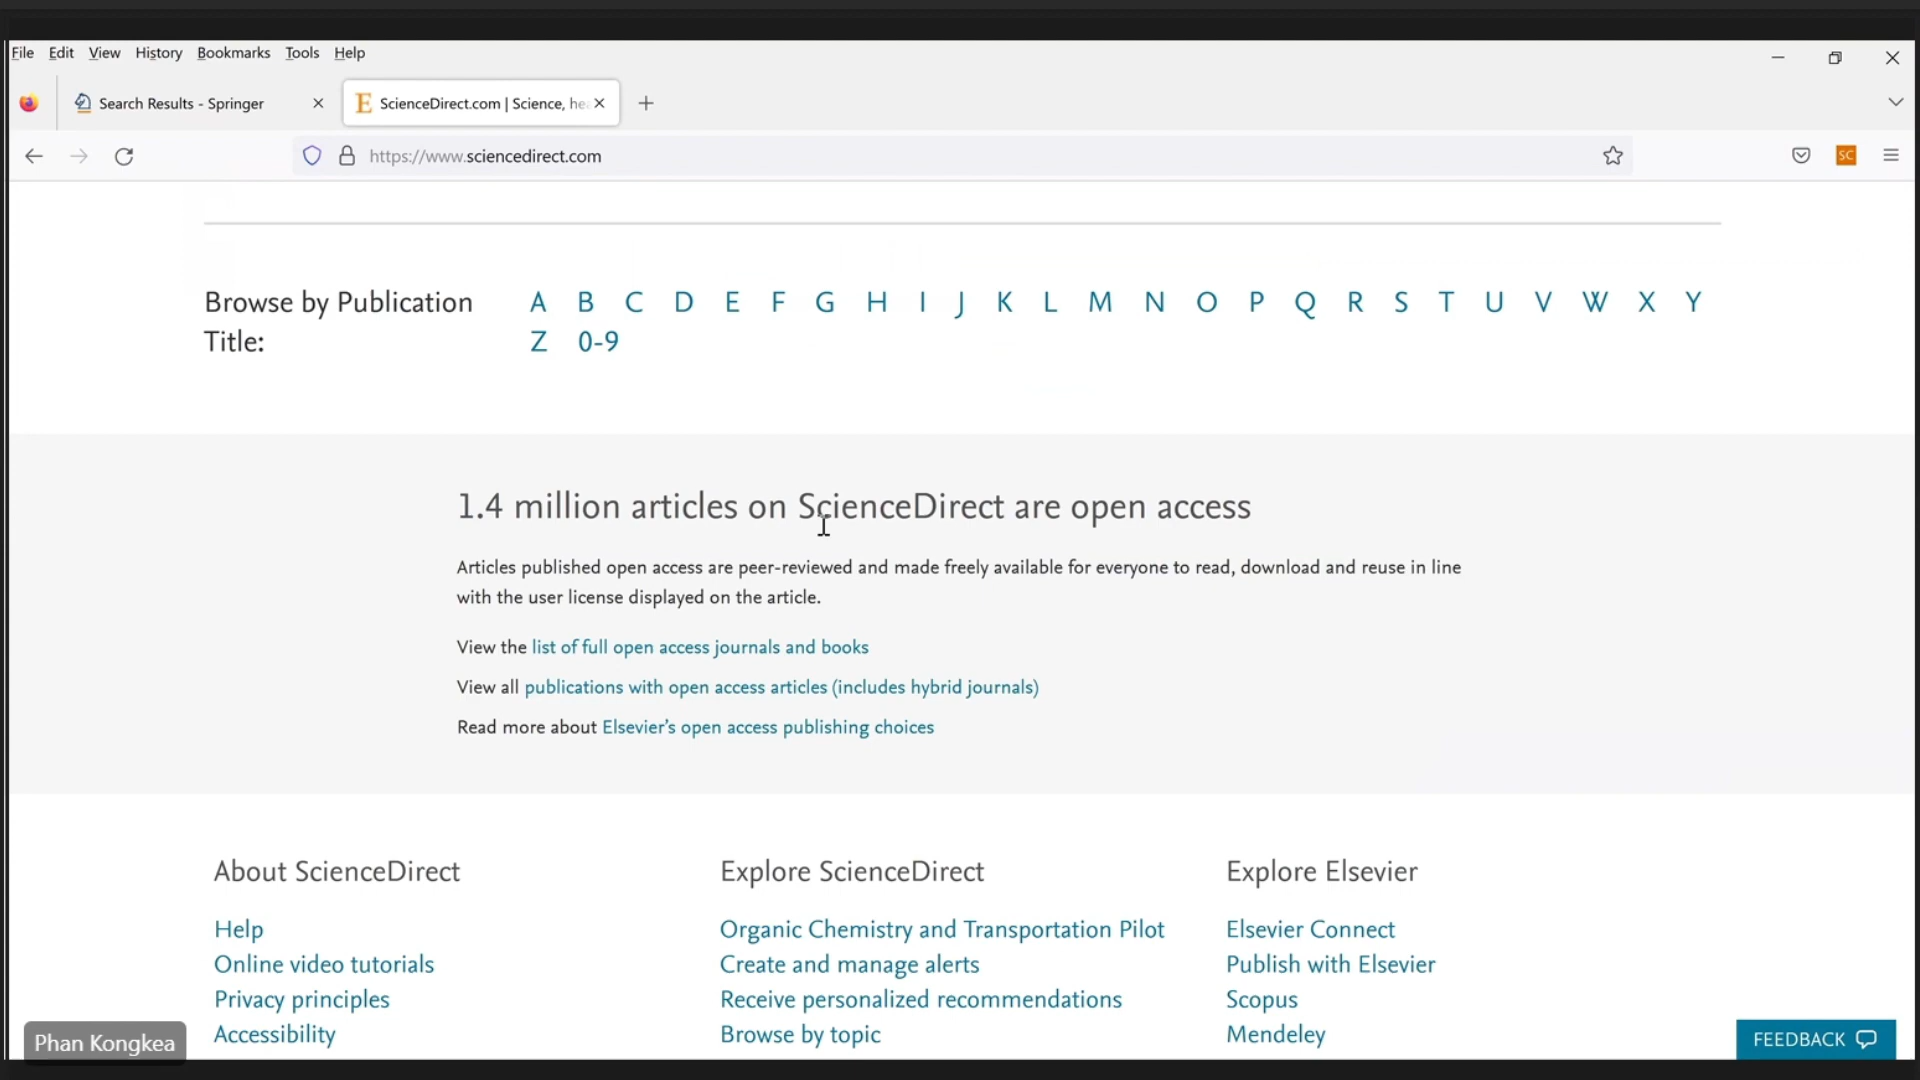 File Edit View History Bookmarks Tools Help
Search Results - Springer
ScienceDirect.com | Science, he
https://www.sciencedirect.com
SC
Browse by Publication Title:
A B C D E F G H I J K L M N O P Q R S T U V W X Y
Z 0-9
1.4 million articles on ScienceDirect are open access
Articles published open access are peer-reviewed and made freely available for everyone to read, download and reuse in line
with the user license displayed on the article.
View the list of full open access journals and books
View all publications with open access articles (includes hybrid journals)
Read more about Elsevier's open access publishing choices
About ScienceDirect
Help
Online video tutorials
Privacy principles
Accessibility
Explore ScienceDirect
Organic Chemistry and Transportation Pilot
Create and manage alerts
Receive personalized recommendations
Browse by topic
Explore Elsevier
Elsevier Connect
Publish with Elsevier
Scopus
Mendeley
Phan Kongkea
FEEDBACK